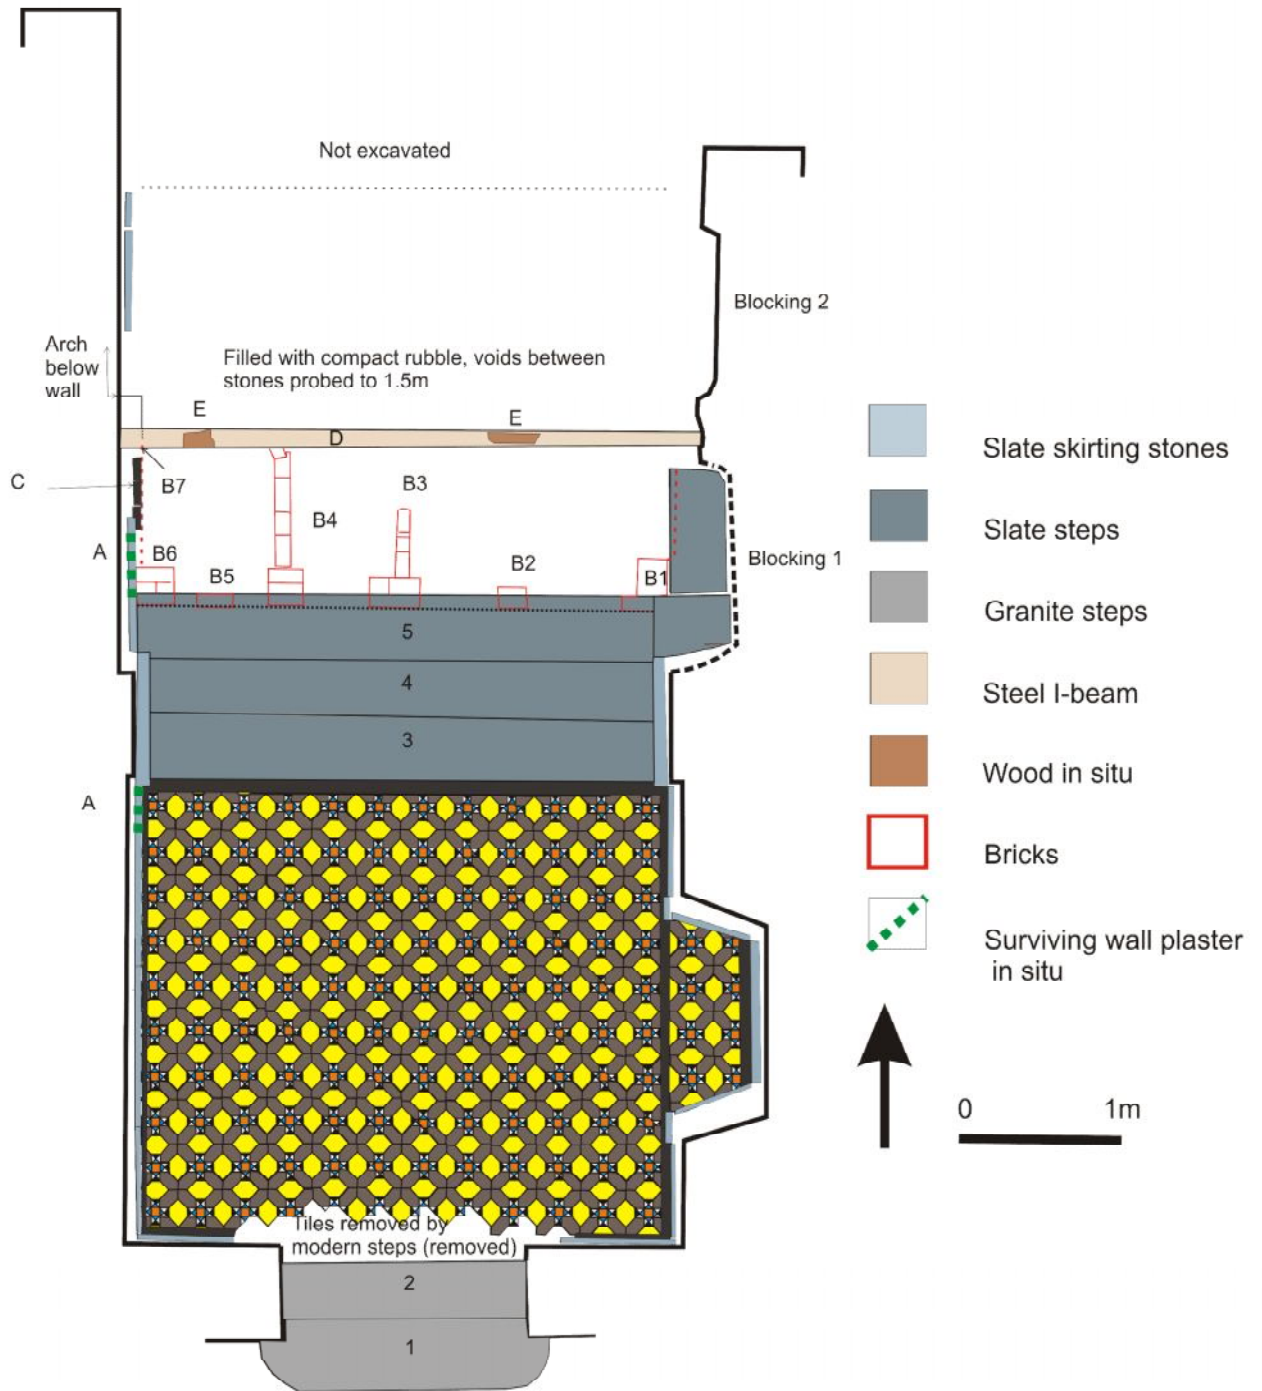 Not excavated
Blocking 2
Arch
below
wall
Filled with compact rubble, voids between
stones probed to 1.5m
E
E
D
C
B7
B3
B4
A
B6
B5
B2
B1
Blocking 1
5
4
3
A
Tiles removed by
modern steps (removed)
2
1
Slate skirting stones
Slate steps
Granite steps
Steel I-beam
Wood in situ
Bricks
Surviving wall plaster
in situ
0 1m